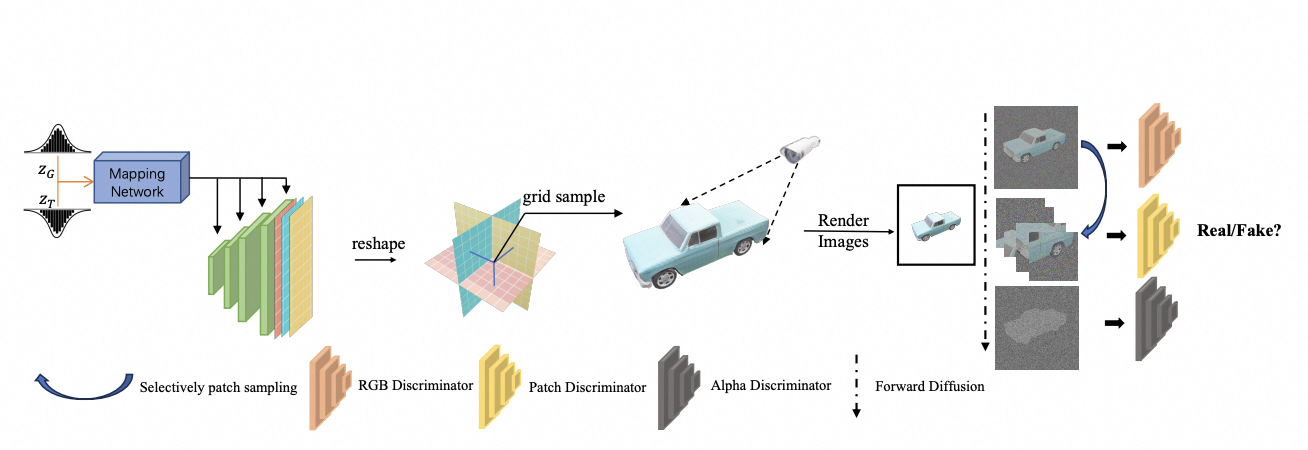 z_G
z_T
Mapping
Network
reshape
grid sample
Render
Images
Real/Fake?
Selectively patch sampling
RGB Discriminator
Patch Discriminator
Alpha Discriminator
Forward Diffusion